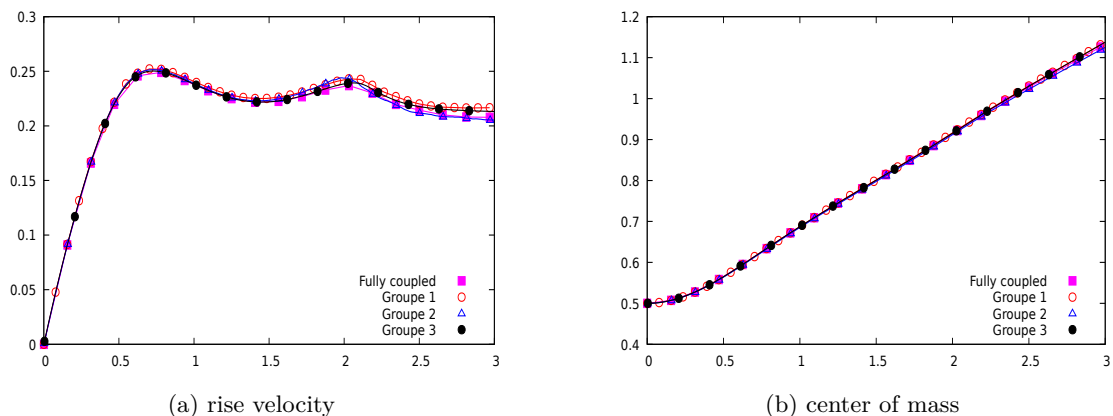 0.3
0.25
0.2
0.15
0.1
0.05
0
0 0.5 1 1.5 2 2.5 3
Fully coupled
Groupe 1
Groupe 2
Groupe 3
(a) rise velocity
1.2
1.1
1
0.9
0.8
0.7
0.6
0.5
0.4
0 0.5 1 1.5 2 2.5 3
Fully coupled
Groupe 1
Groupe 2
Groupe 3
(b) center of mass